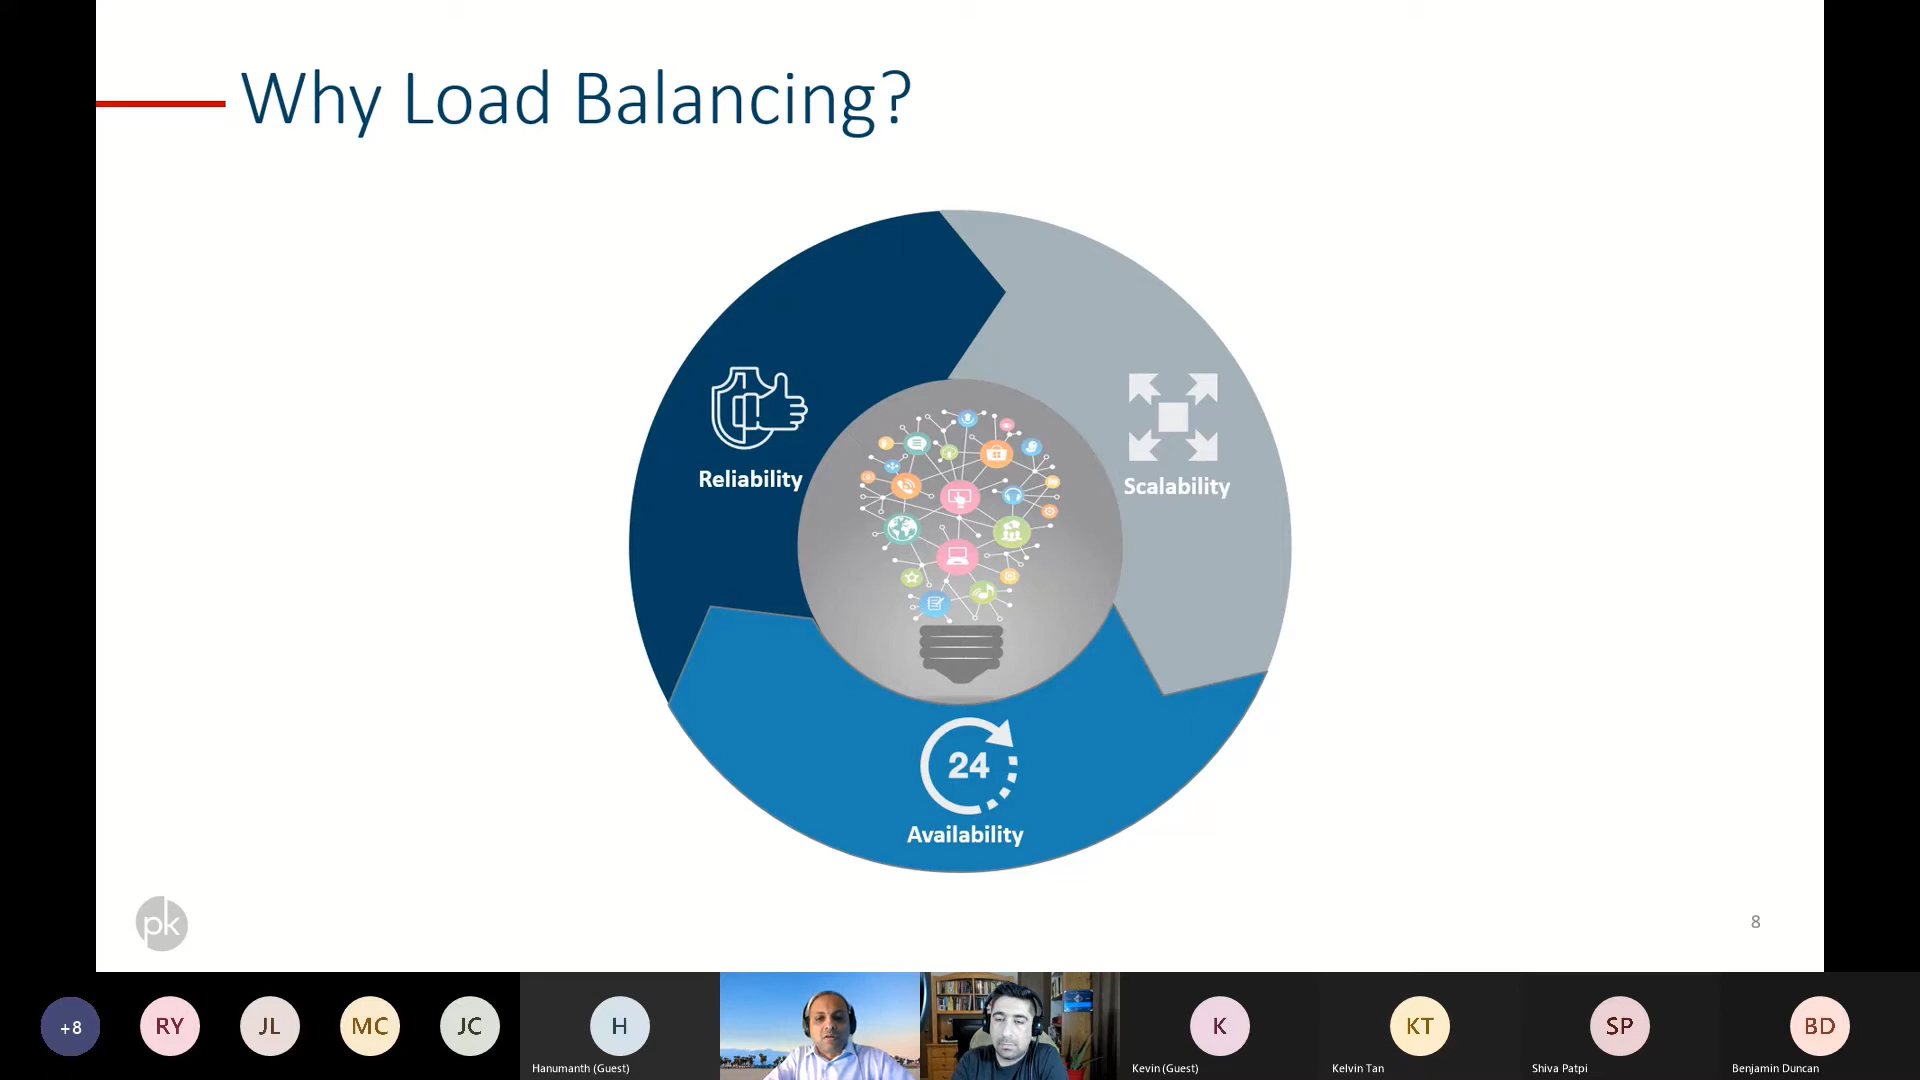 Why Load Balancing?
Reliability
Scalability
24
Availability
pk
8
+8
RY
JL
MC
JC
H
Hanumanth (Guest)
K
Kevin (Guest)
KT
Kelvin Tan
SP
Shiva Patpi
BD
Benjamin Duncan